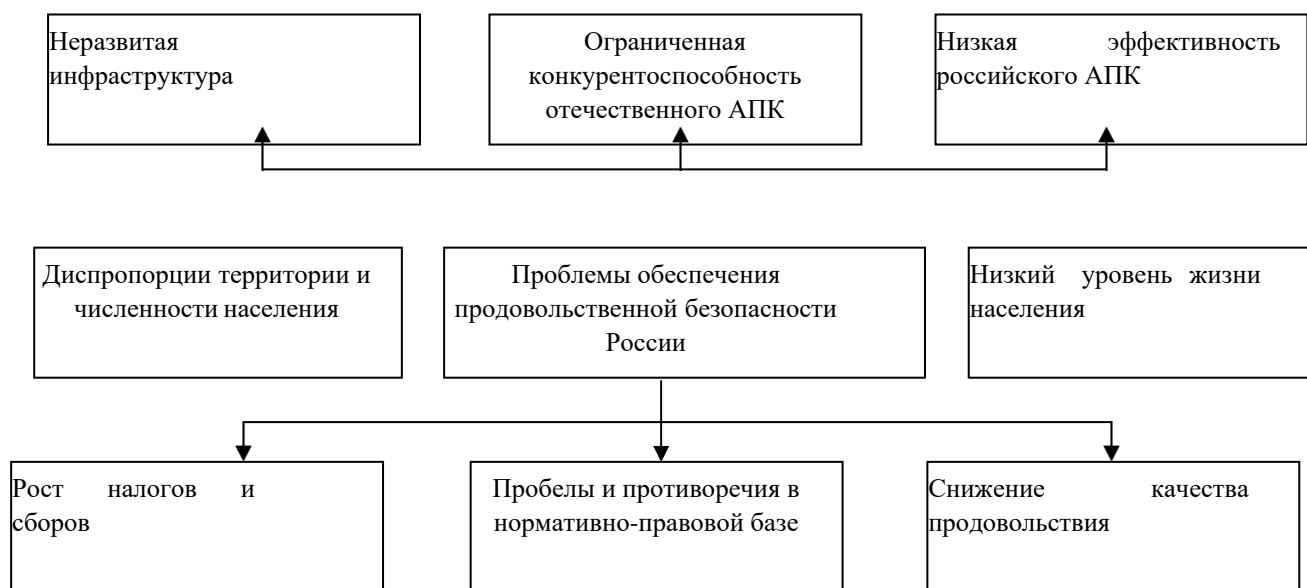 Неразвитая
инфраструктура
Ограниченная
конкурентоспособность
отечественного АПК
Низкая эффективность
российского АПК
Диспропорции территории и
численности населения
Проблемы обеспечения
продовольственной безопасности
России
Низкий уровень жизни
населения
Рост налогов и
сборов
Пробелы и противоречия в
нормативно-правовой базе
Снижение качества
продовольствия